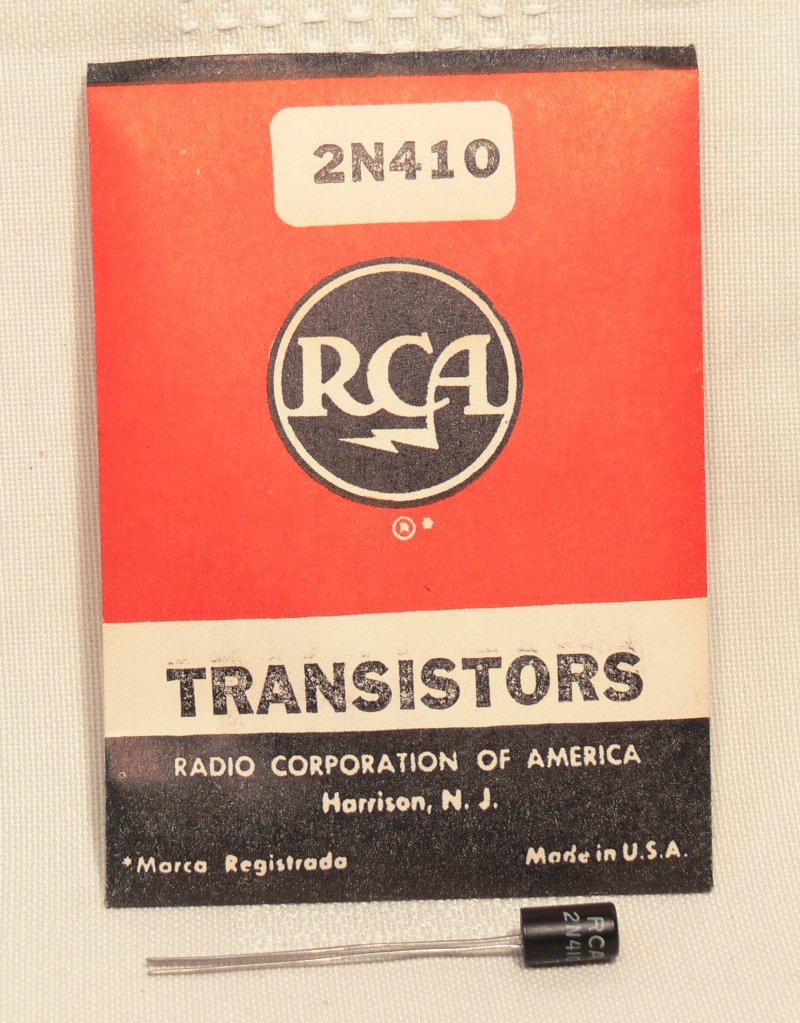 2N410
RCA
®*
TRANSISTORS
RADIO CORPORATION OF AMERICA
Harrison, N. J.
*Marca Registrada
Made in U.S.A.
RCA
2N410